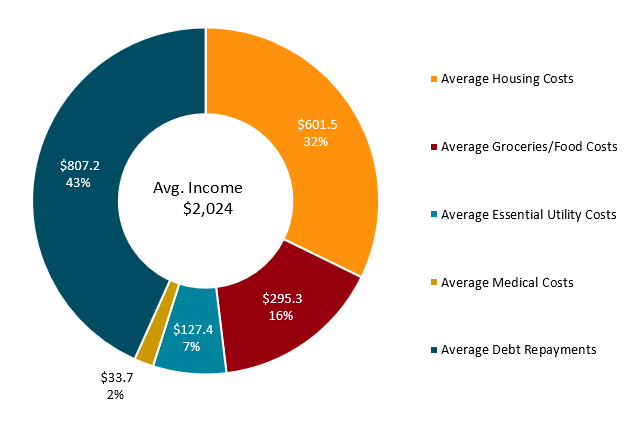 $601.5
32%
$807.2
43%
Avg. Income
$2,024
$295.3
16%
$127.4
7%
$33.7
2%
Average Housing Costs
Average Groceries/Food Costs
Average Essential Utility Costs
Average Medical Costs
Average Debt Repayments